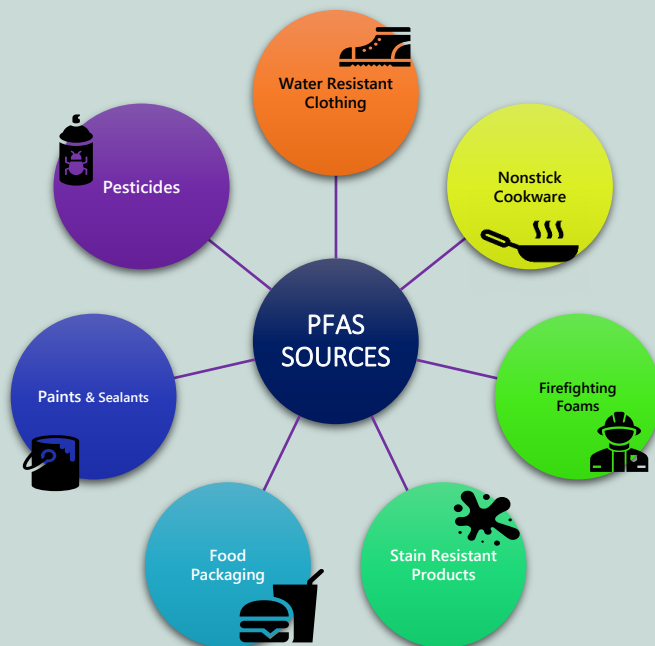 PFAS
SOURCES
Water Resistant
Clothing
Nonstick
Cookware
Firefighting
Foams
Stain Resistant
Products
Food
Packaging
Paints & Sealants
Pesticides